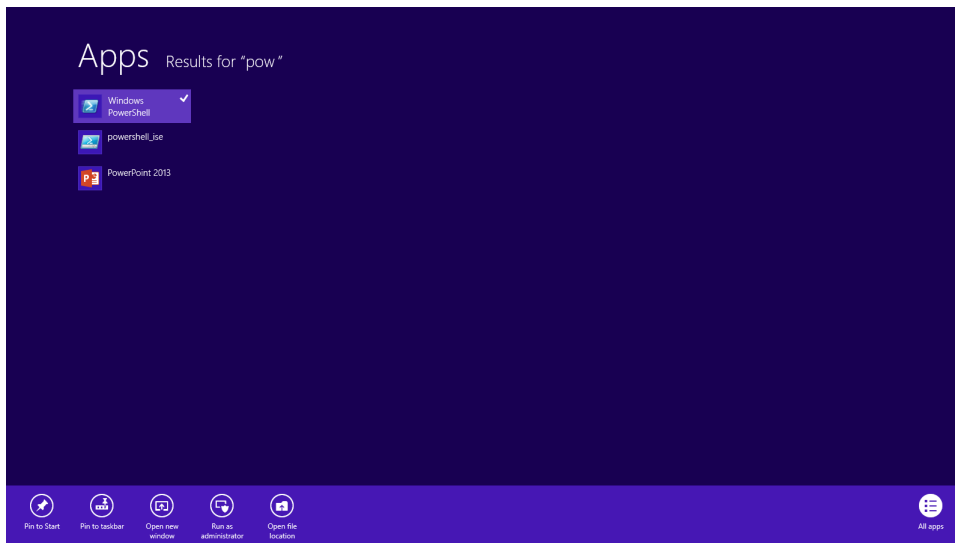 Apps Results for “pow”
Windows
PowerShell
powershell_ise
PowerPoint 2013
Pin to Start
Pin to taskbar
Open new
window
Run as
administrator
Open file
location
All apps